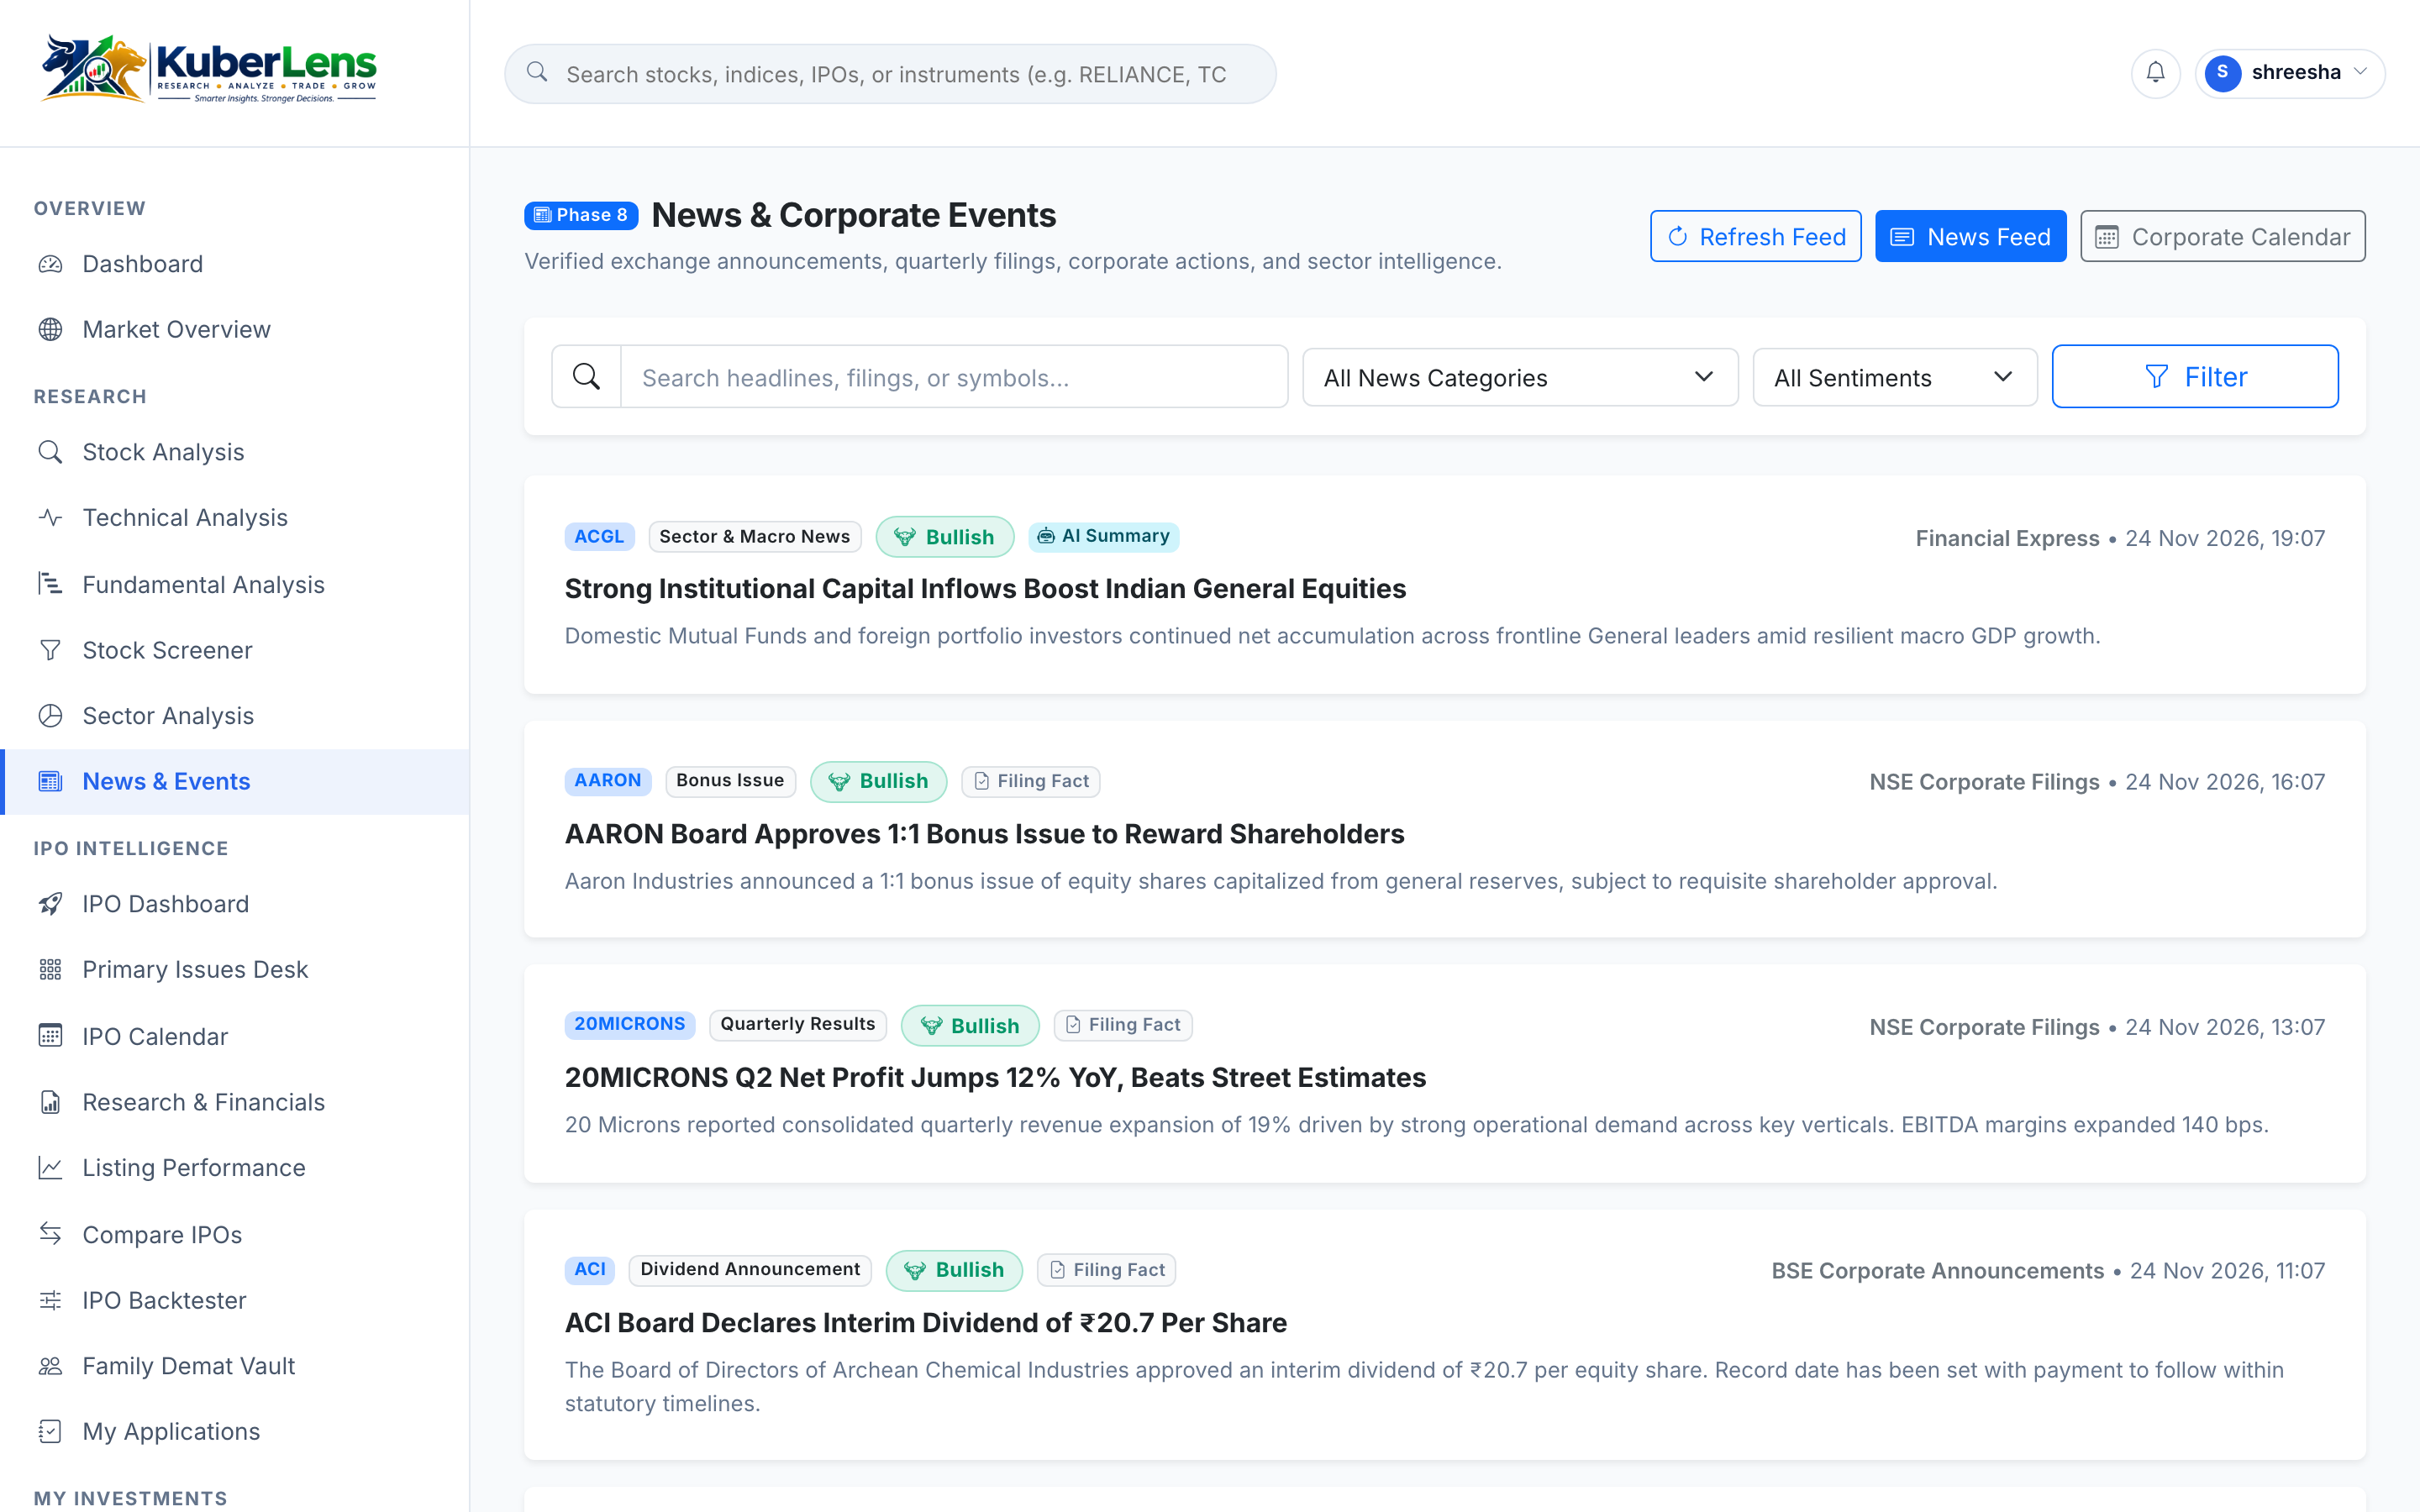 KuberLens
RESEARCH • ANALYZE • TRADE • GROW
Smarter Insights. Stronger Decisions.
Search stocks, indices, IPOs, or instruments (e.g. RELIANCE, TC
S
shreesha
OVERVIEW
Dashboard
Market Overview
RESEARCH
Stock Analysis
Technical Analysis
Fundamental Analysis
Stock Screener
Sector Analysis
News & Events
IPO INTELLIGENCE
IPO Dashboard
Primary Issues Desk
IPO Calendar
Research & Financials
Listing Performance
Compare IPOs
IPO Backtester
Family Demat Vault
My Applications
MY INVESTMENTS
Phase 8 News & Corporate Events
Verified exchange announcements, quarterly filings, corporate actions, and sector intelligence.
Refresh Feed
News Feed
Corporate Calendar
Search headlines, filings, or symbols...
All News Categories
All Sentiments
Filter
ACGL Sector & Macro News Bullish AI Summary Financial Express • 24 Nov 2026, 19:07
Strong Institutional Capital Inflows Boost Indian General Equities
Domestic Mutual Funds and foreign portfolio investors continued net accumulation across frontline General leaders amid resilient macro GDP growth.
AARON Bonus Issue Bullish Filing Fact NSE Corporate Filings • 24 Nov 2026, 16:07
AARON Board Approves 1:1 Bonus Issue to Reward Shareholders
Aaron Industries announced a 1:1 bonus issue of equity shares capitalized from general reserves, subject to requisite shareholder approval.
20MICRONS Quarterly Results Bullish Filing Fact NSE Corporate Filings • 24 Nov 2026, 13:07
20MICRONS Q2 Net Profit Jumps 12% YoY, Beats Street Estimates
20 Microns reported consolidated quarterly revenue expansion of 19% driven by strong operational demand across key verticals. EBITDA margins expanded 140 bps.
ACI Dividend Announcement Bullish Filing Fact BSE Corporate Announcements • 24 Nov 2026, 11:07
ACI Board Declares Interim Dividend of ₹20.7 Per Share
The Board of Directors of Archean Chemical Industries approved an interim dividend of ₹20.7 per equity share. Record date has been set with payment to follow within
statutory timelines.